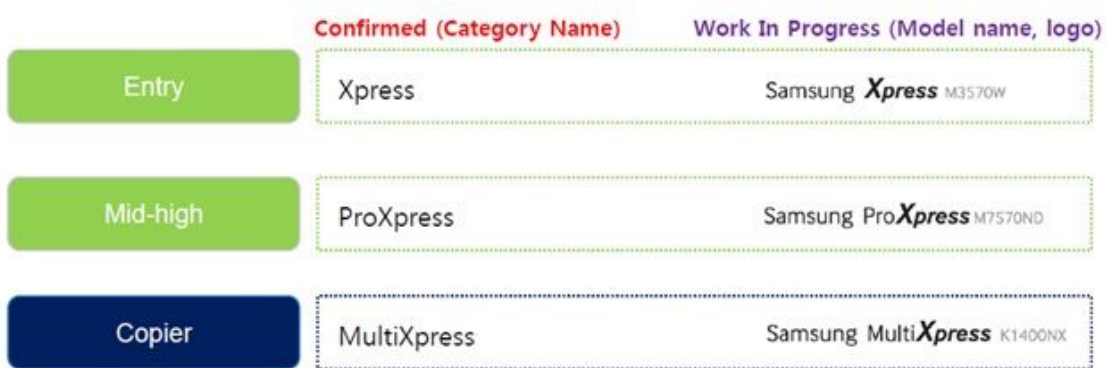 Confirmed (Category Name) Work In Progress (Model name, logo)
Entry Xpress Samsung Xpress M3570W
Mid-high ProXpress Samsung ProXpress M7570ND
Copier MultiXpress Samsung MultiXpress K1400NX